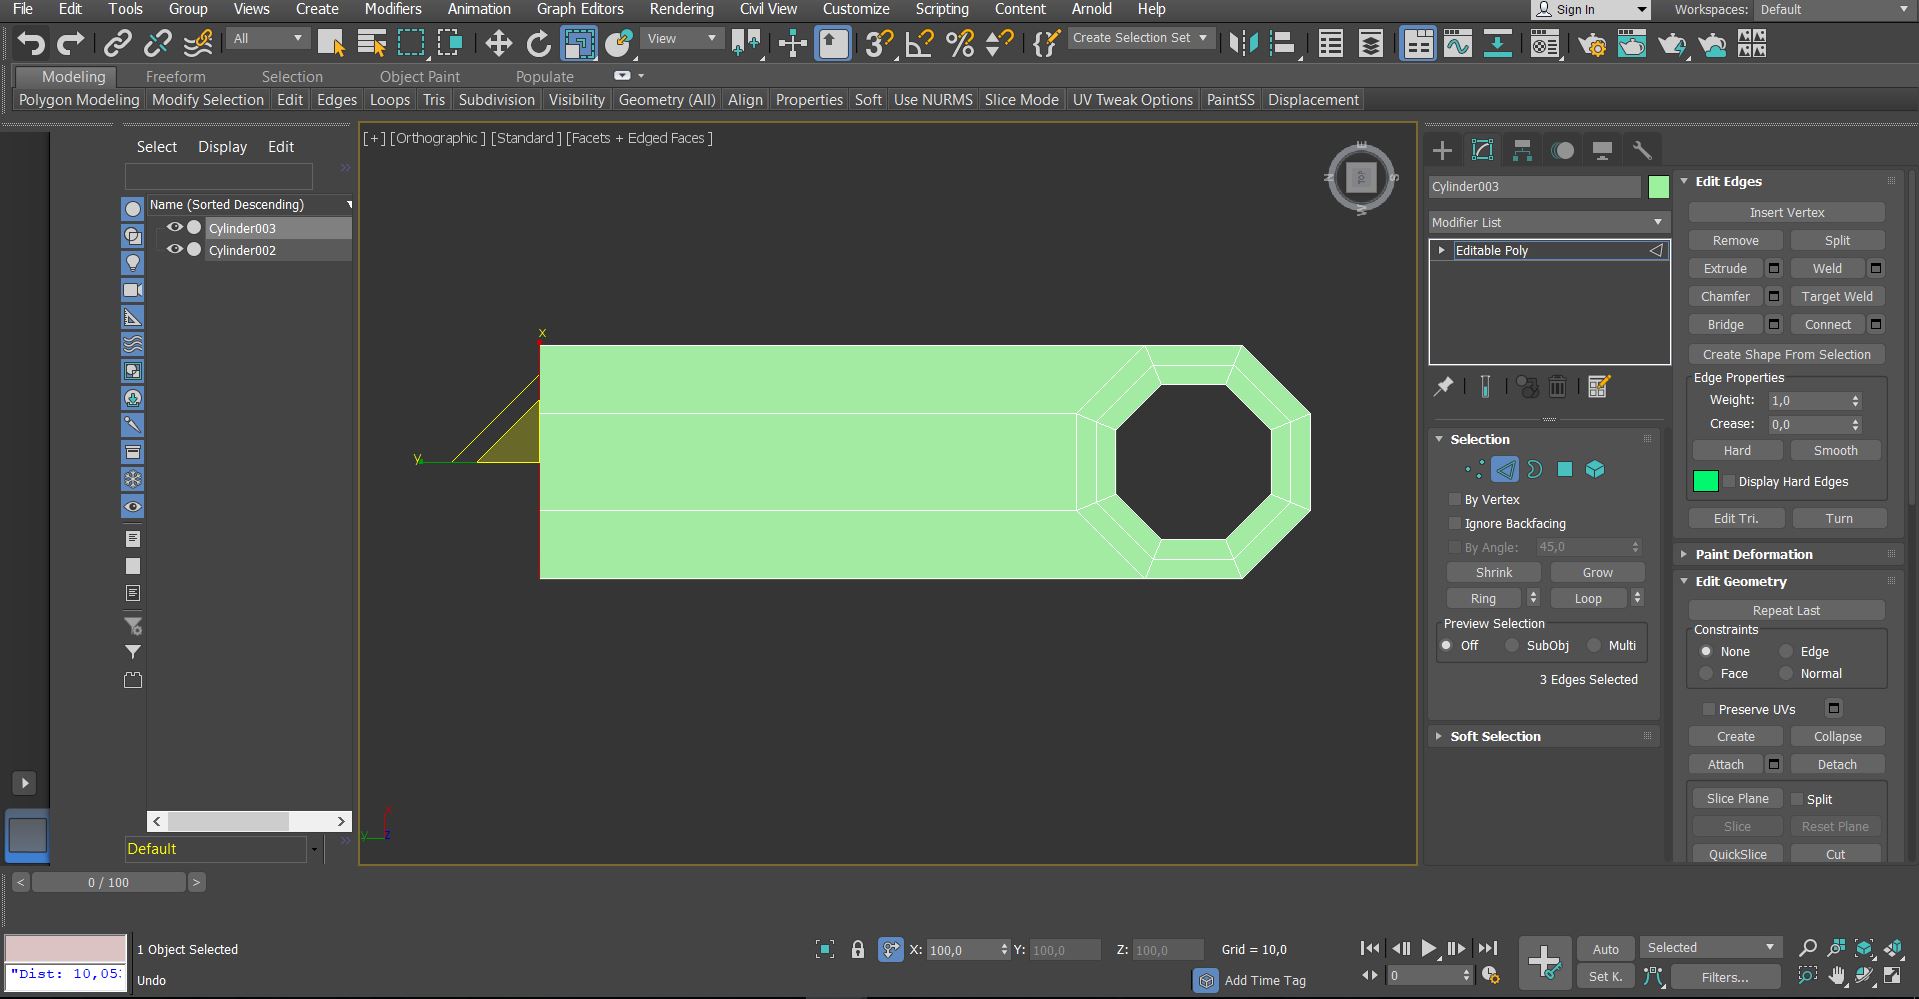 File Edit Tools Group Views Create Modifiers Animation Graph Editors Rendering Civil View Customize Scripting Content Arnold Help Sign In Workspaces: Default
All View Create Selection Set
Modeling Freeform Selection Object Paint Populate
Polygon Modeling Modify Selection Edit Edges Loops Tris Subdivision Visibility Geometry (All) Align Properties Soft Use NURMS Slice Mode UV Tweak Options PaintSS Displacement
Select Display Edit
Name (Sorted Descending)
Cylinder003
Cylinder002
Default
[+] [Orthographic ] [Standard ] [Facets + Edged Faces ]
E
N TOP S
W
x
y
x
y z
Cylinder003
Modifier List
Editable Poly
Selection
By Vertex
Ignore Backfacing
By Angle: 45,0
Shrink Grow
Ring Loop
Preview Selection
Off SubObj Multi
3 Edges Selected
Soft Selection
Edit Edges
Insert Vertex
Remove Split
Extrude Weld
Chamfer Target Weld
Bridge Connect
Create Shape From Selection
Edge Properties
Weight: 1,0
Crease: 0,0
Hard Smooth
Display Hard Edges
Edit Tri. Turn
Paint Deformation
Edit Geometry
Repeat Last
Constraints
None Edge
Face Normal
Preserve UVs
Create Collapse
Attach Detach
Slice Plane Split
Slice Reset Plane
QuickSlice Cut
< 0 / 100 >
"Dist: 10,053
1 Object Selected
Undo
X: 100,0 Y: 100,0 Z: 100,0 Grid = 10,0
Add Time Tag
0
Auto Selected
Set K. Filters...